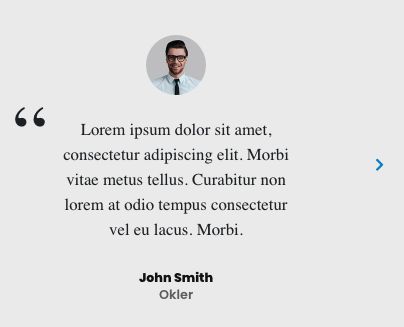 “
Lorem ipsum dolor sit amet,
consectetur adipiscing elit. Morbi
vitae metus tellus. Curabitur non
lorem at odio tempus consectetur
vel eu lacus. Morbi.
John Smith
Okler